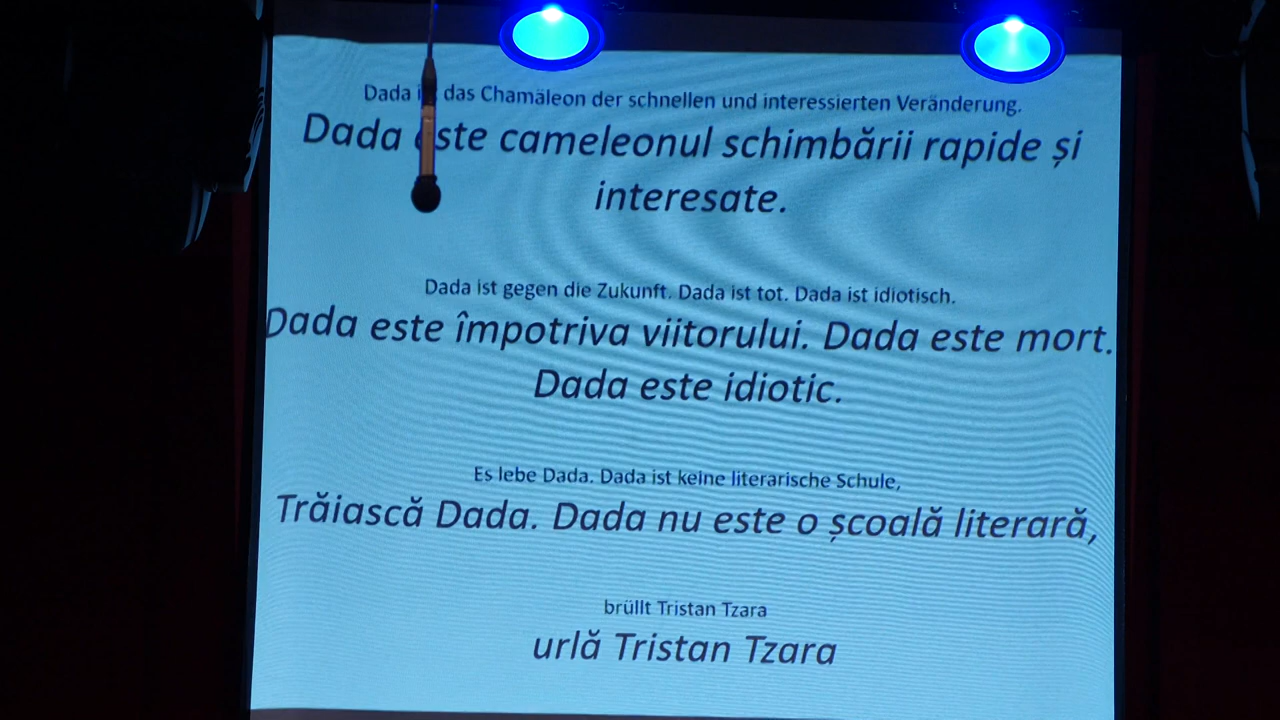 Dada ist das Chamäleon der schnellen und interessierten Veränderung.
Dada este cameleonul schimbării rapide și
interesate.
Dada ist gegen die Zukunft. Dada ist tot. Dada ist idiotisch.
Dada este împotriva viitorului. Dada este mort.
Dada este idiotic.
Es lebe Dada. Dada ist keine literarische Schule,
Trăiască Dada. Dada nu este o școală literară,
brüllt Tristan Tzara
urlă Tristan Tzara